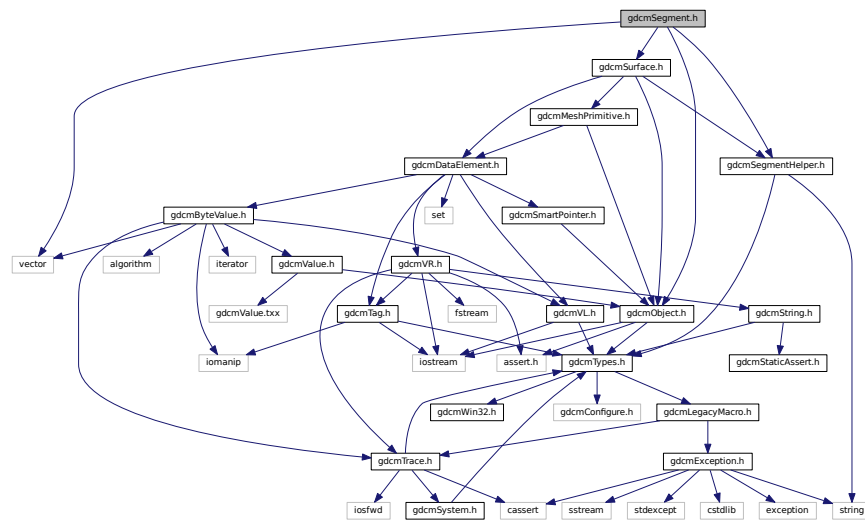 gdcmSegment.h
gdcmSurface.h
gdcmMeshPrimitive.h
gdcmDataElement.h
gdcmSegmentHelper.h
gdcmByteValue.h
set
gdcmSmartPointer.h
vector
algorithm
iterator
gdcmValue.h
gdcmVR.h
gdcmValue.txx
gdcmTag.h
fstream
gdcmVL.h
gdcmObject.h
gdcmString.h
iomanip
iostream
assert.h
gdcmTypes.h
gdcmStaticAssert.h
gdcmWin32.h
gdcmConfigure.h
gdcmLegacyMacro.h
gdcmTrace.h
gdcmException.h
iosfwd
gdcmSystem.h
cassert
sstream
stdexcept
cstdlib
exception
string